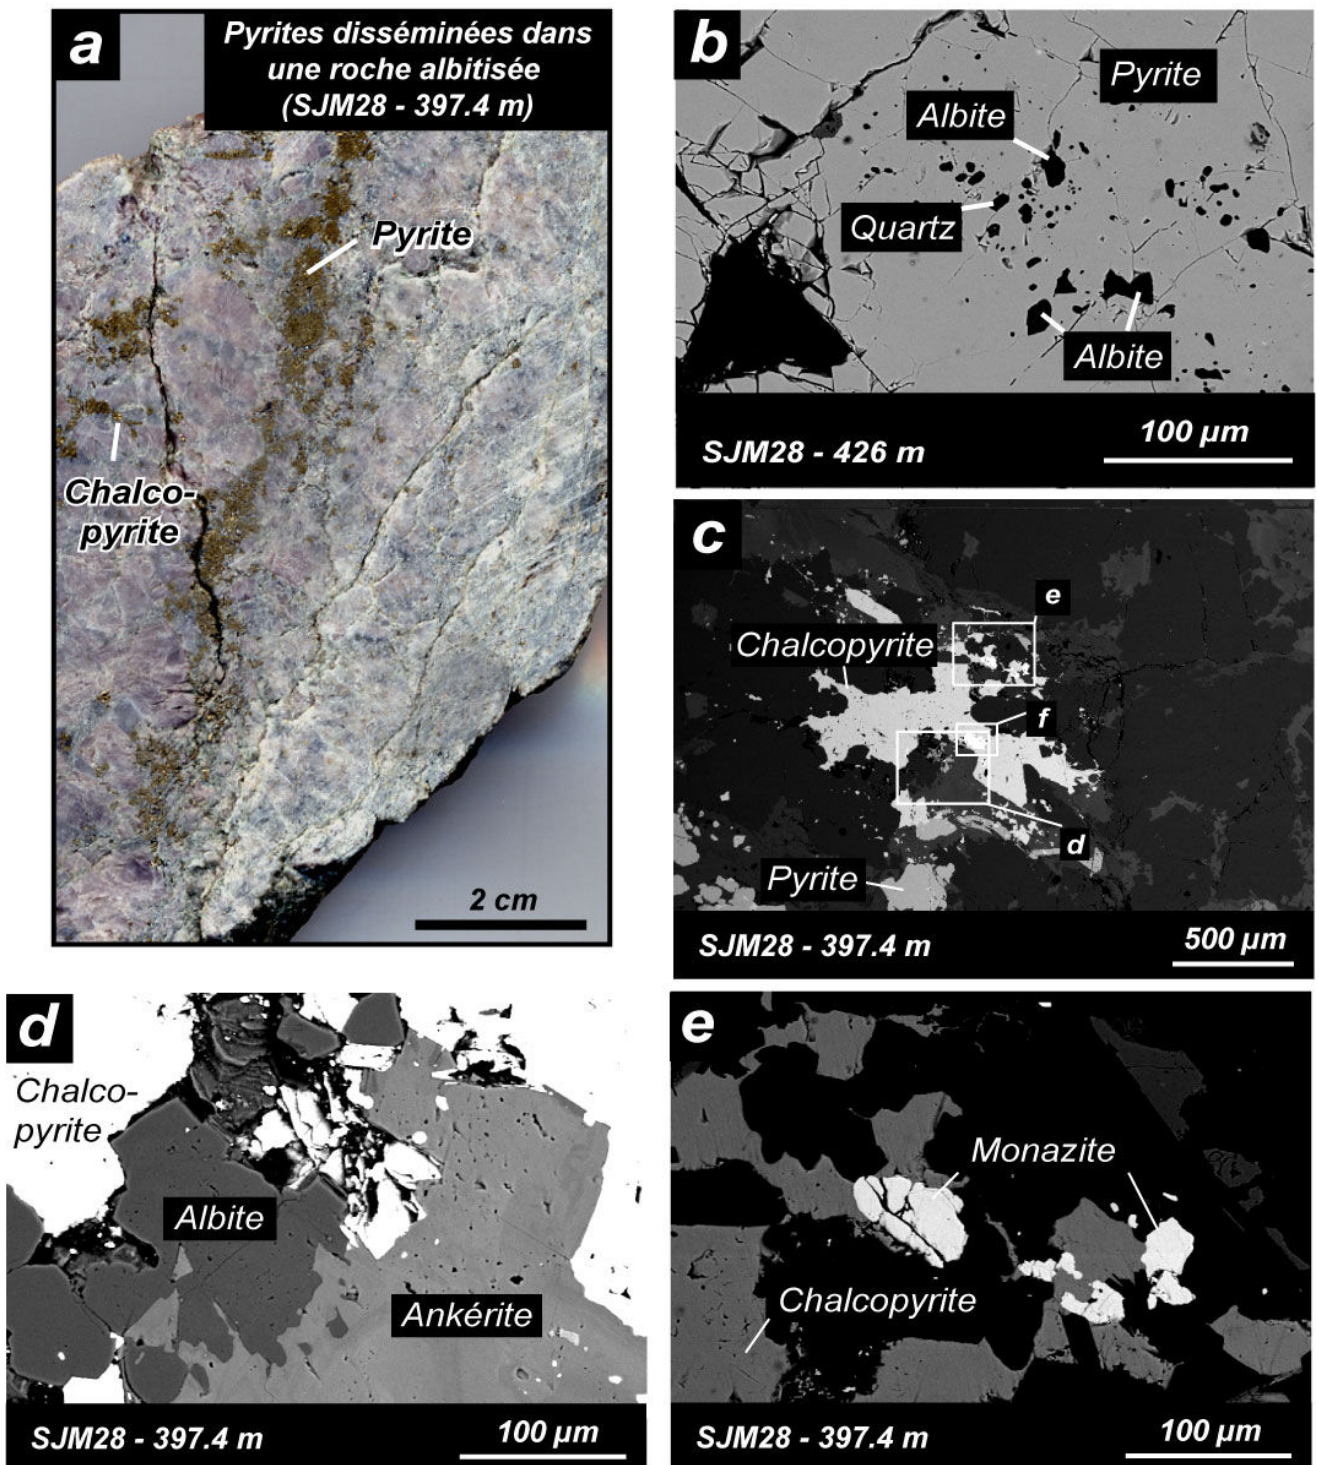 a
Pyrites disséminées dans
une roche albitisée
(SJM28 - 397.4 m)
Pyrite
Chalco-
pyrite
2 cm
b
Pyrite
Albite
Quartz
Albite
SJM28 - 426 m
100 µm
c
e
Chalcopyrite
f
d
Pyrite
SJM28 - 397.4 m
500 µm
d
Chalco-
pyrite
Albite
Ankérite
SJM28 - 397.4 m
100 µm
e
Monazite
Chalcopyrite
SJM28 - 397.4 m
100 µm